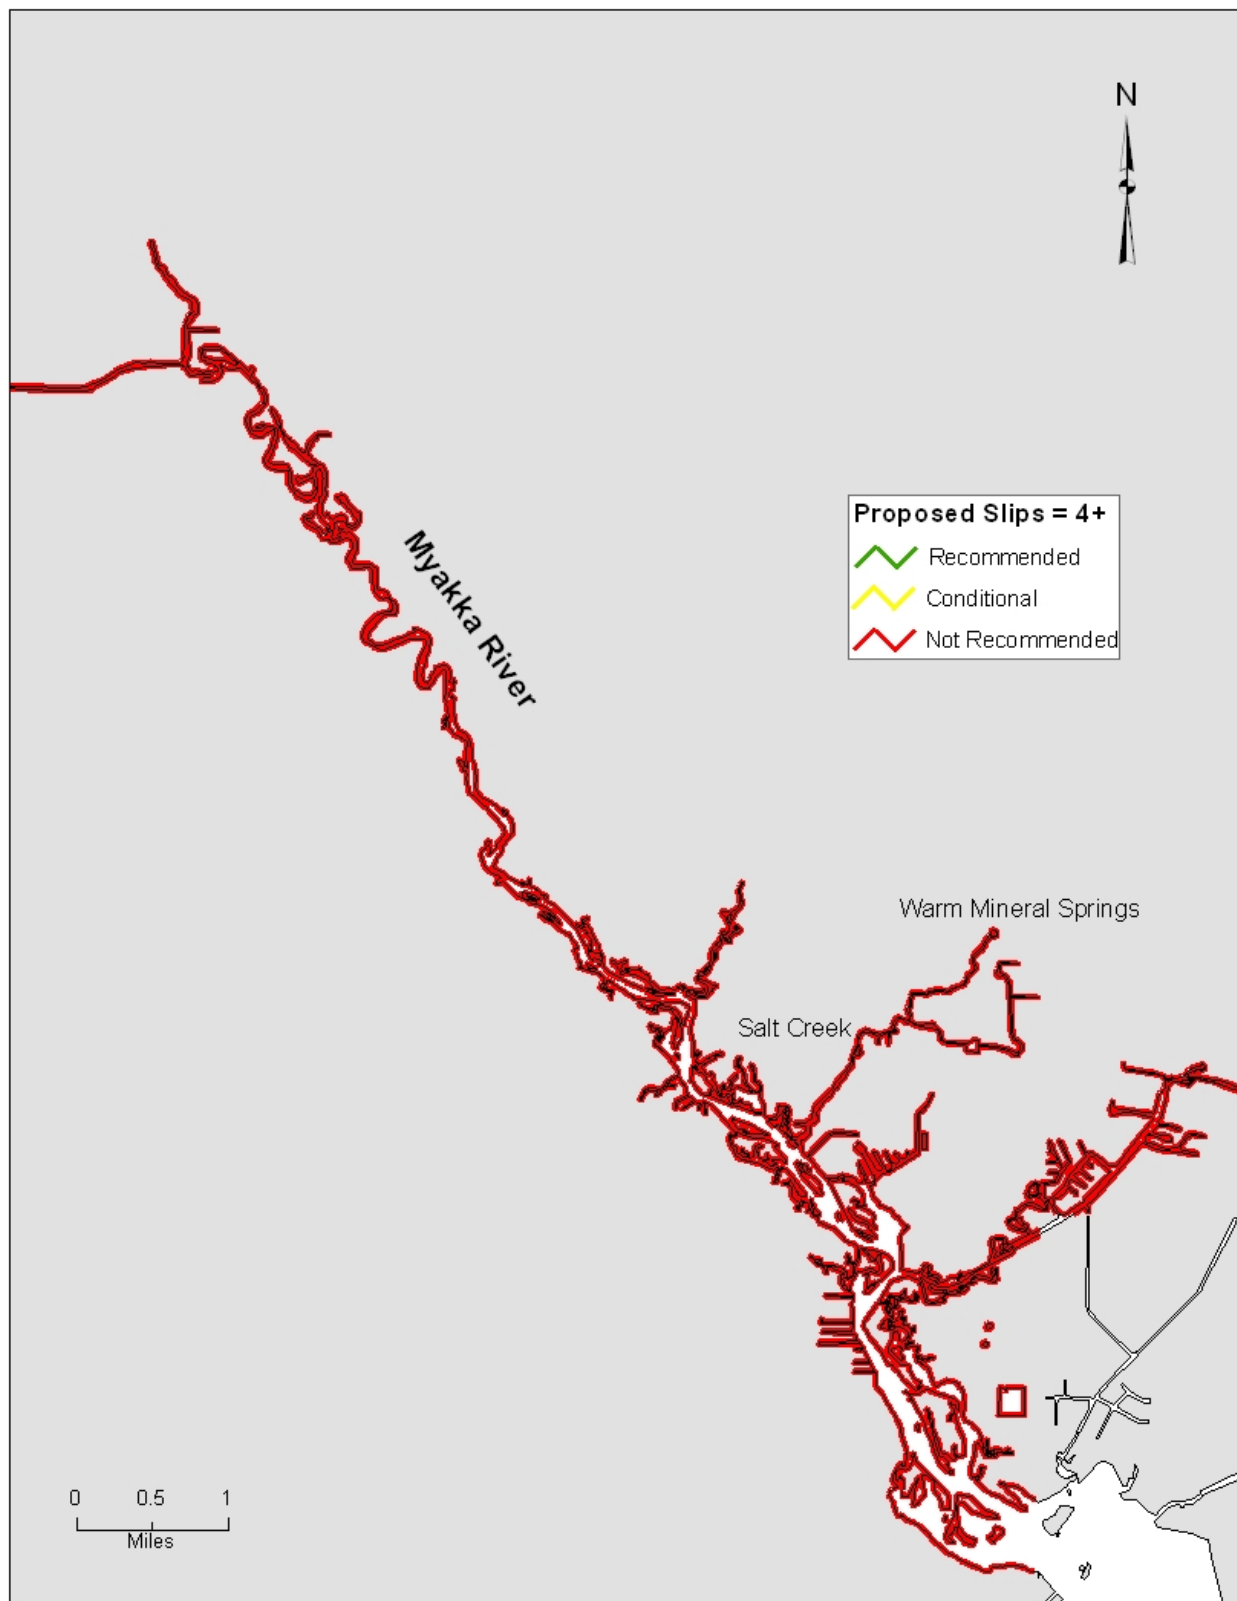 N
Myakka River
Proposed Slips = 4+
Recommended
Conditional
Not Recommended
Warm Mineral Springs
Salt Creek
0 0.5 1
Miles